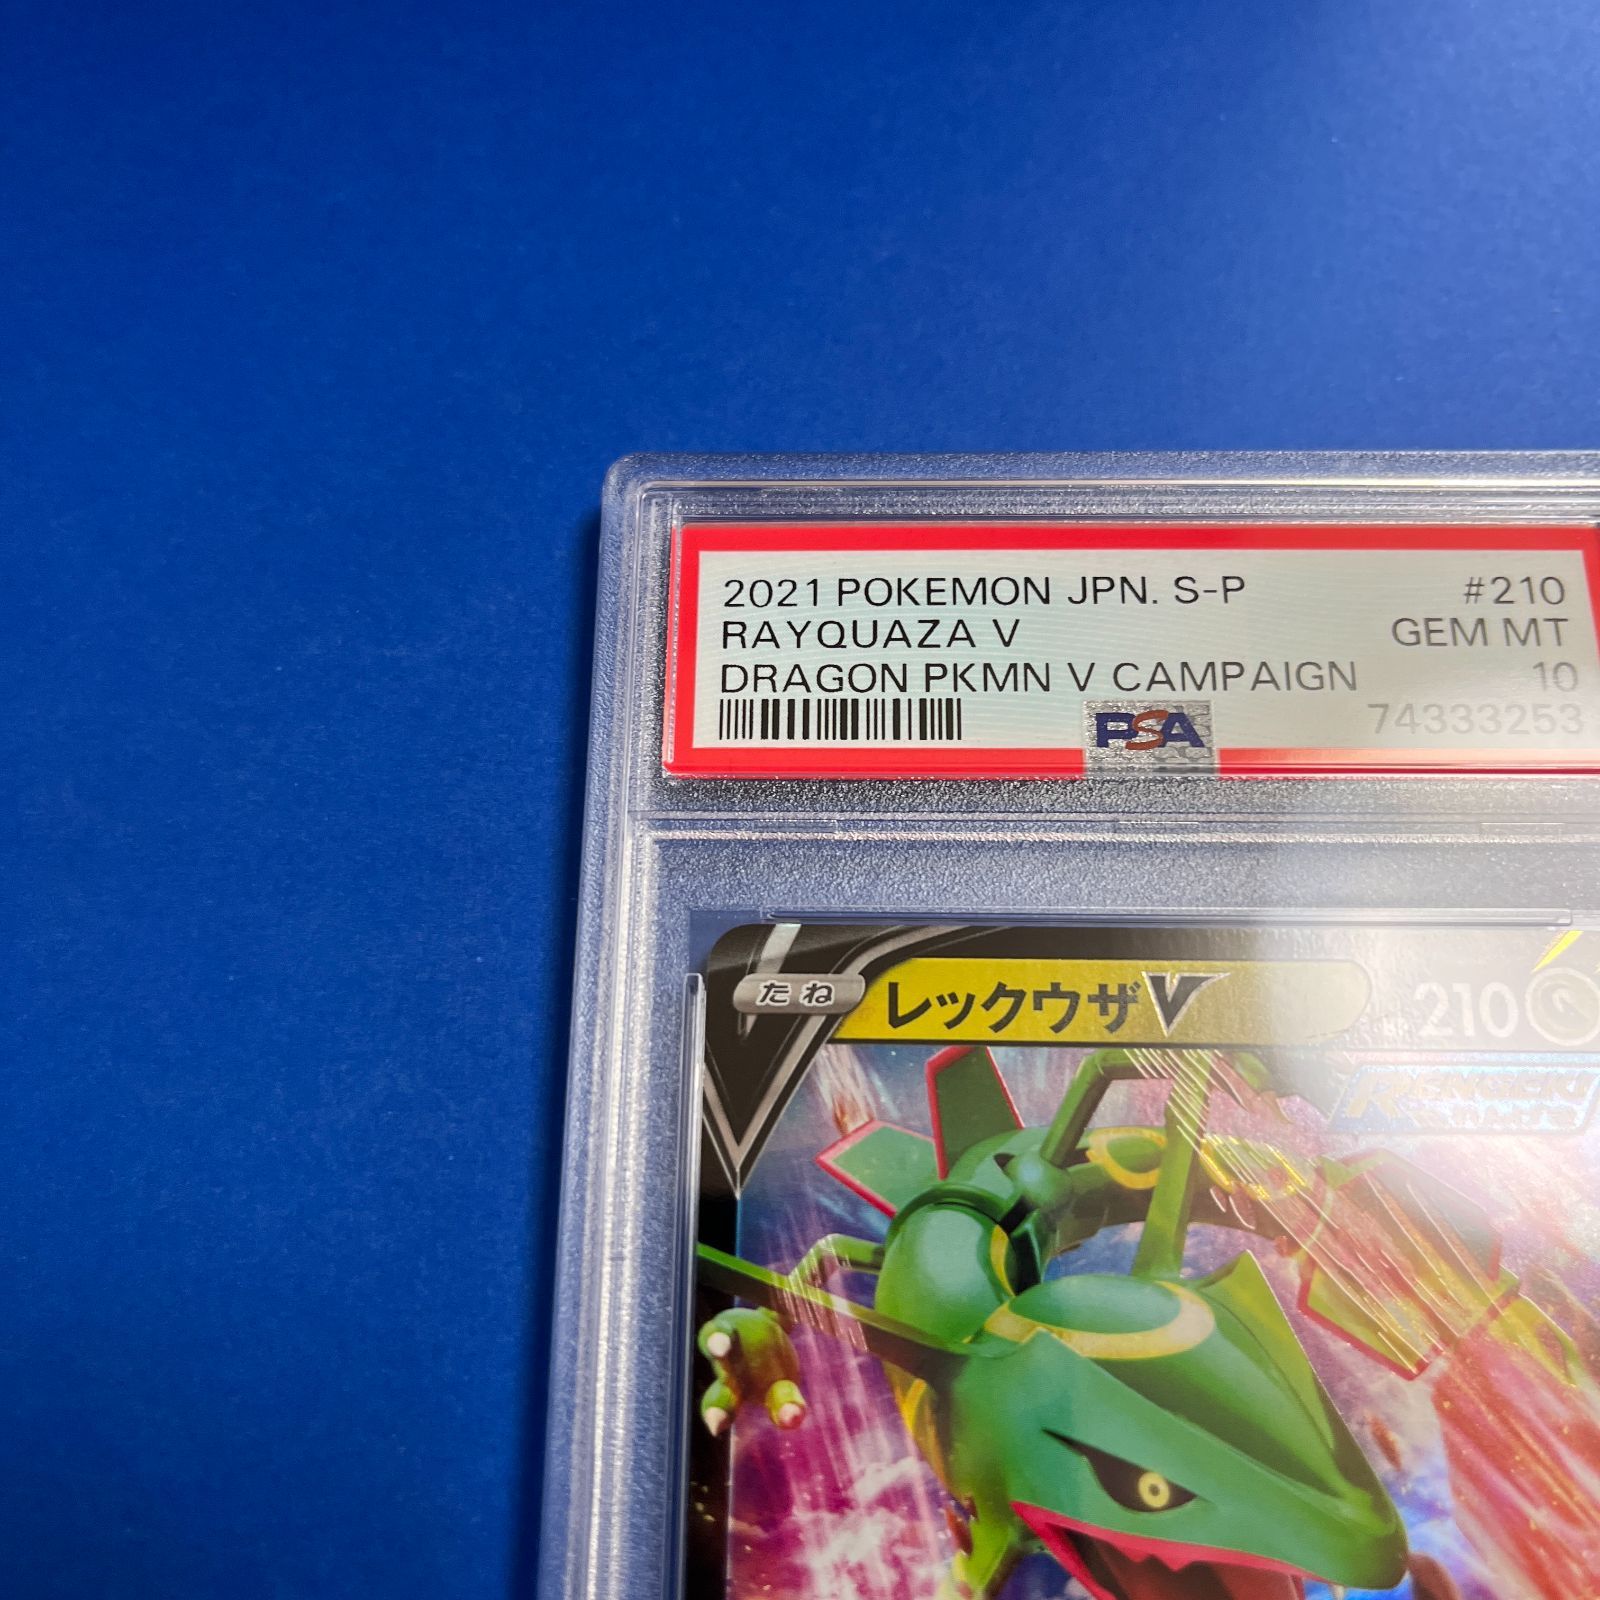 2021 POKEMON JPN. S-P #210
RAYQUAZA V GEM MT
DRAGON PKMN V CAMPAIGN 10
PSA
たね レックウザV 210
RENGEKI